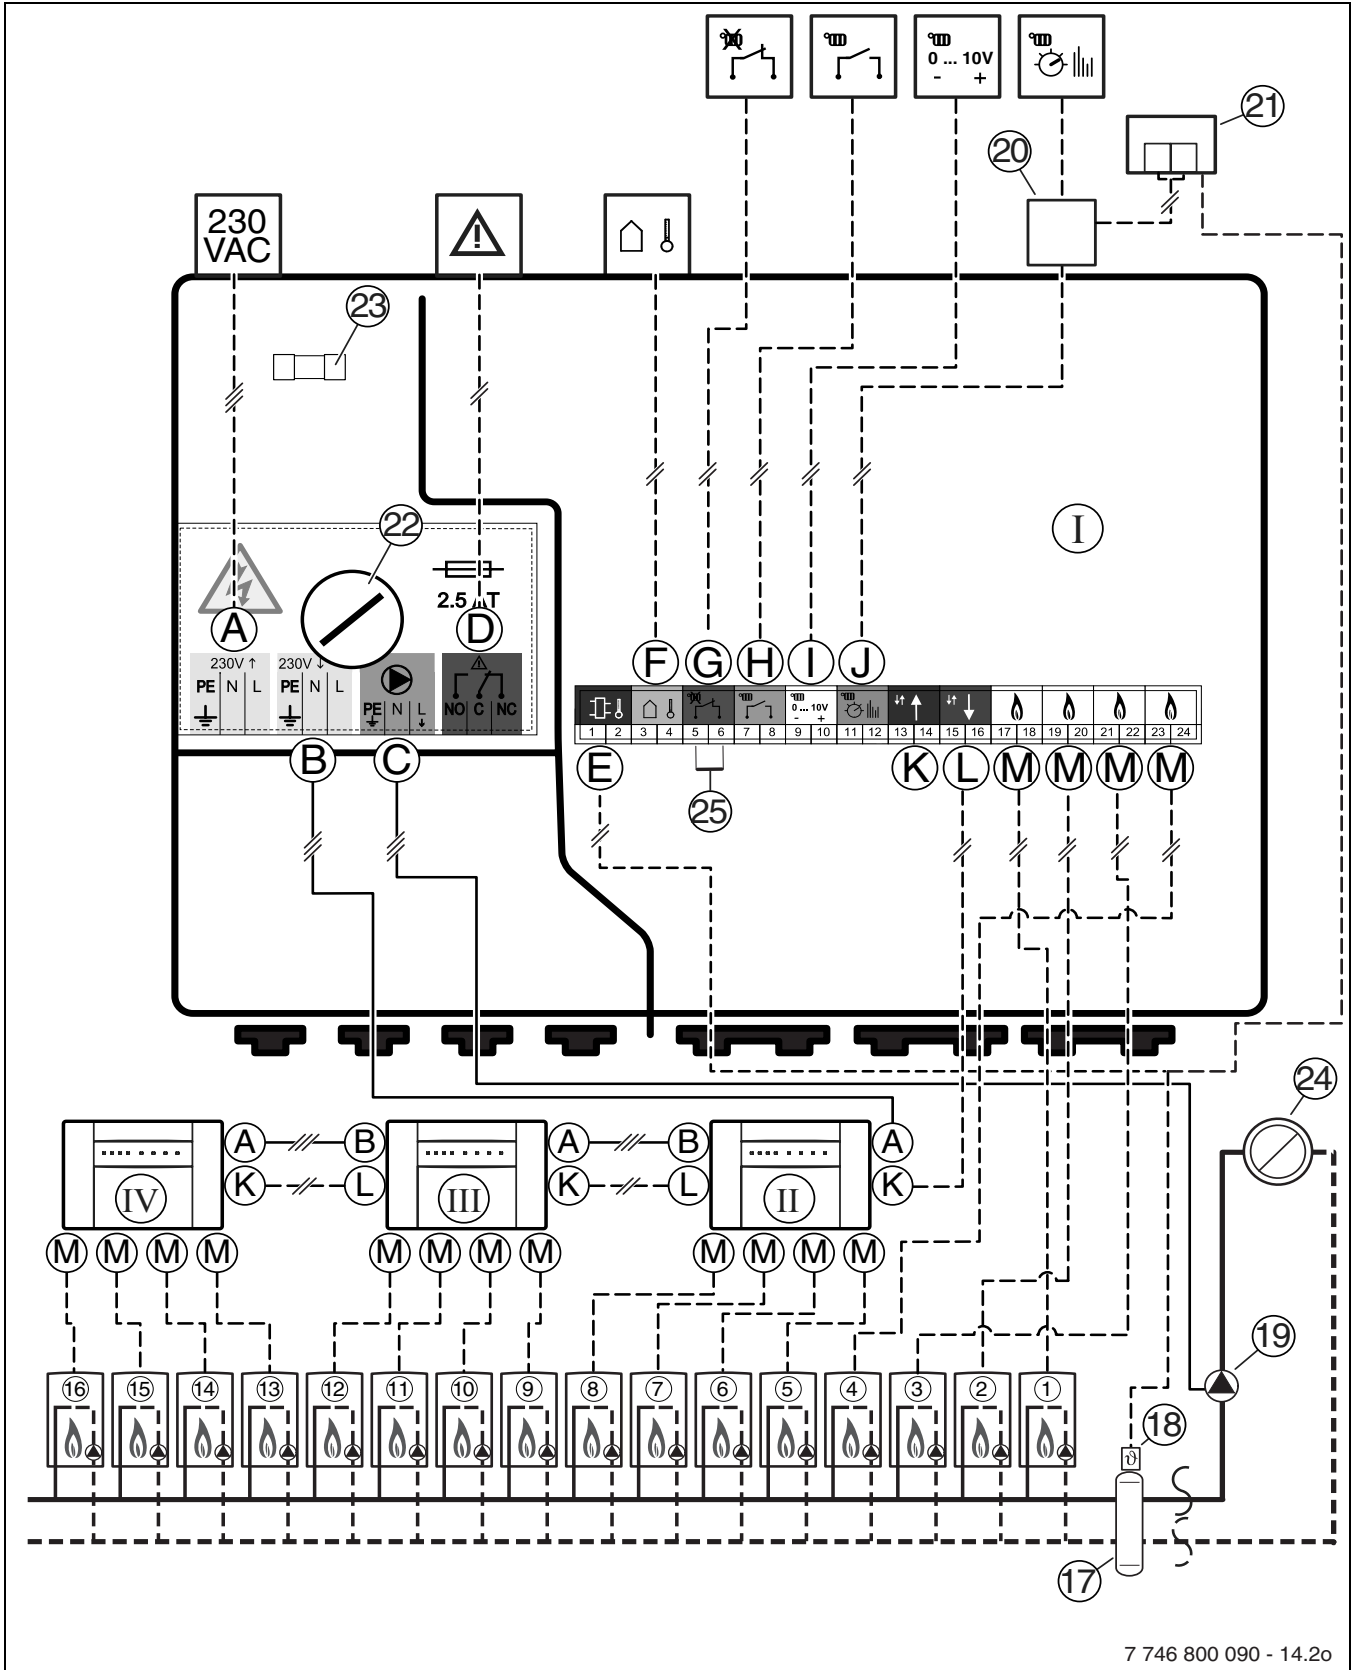 0 ... 10V
- +
21
20
230
VAC
23
22
I
2.5 AT
A
D
F G H I J
230V ↑
230V ↓
PE N L
PE N L
PE N L
NO C NC
0 ... 10V
- +
1 2 3 4 5 6 7 8 9 10 11 12 13 14 15 16 17 18 19 20 21 22 23 24
B C
E
K L M M M M
25
24
A B A B A
K L K L K
IV III II
M M M M M M M M M M M M
19
16 15 14 13 12 11 10 9 8 7 6 5 4 3 2 1
18
ϑ
17
7 746 800 090 - 14.2o